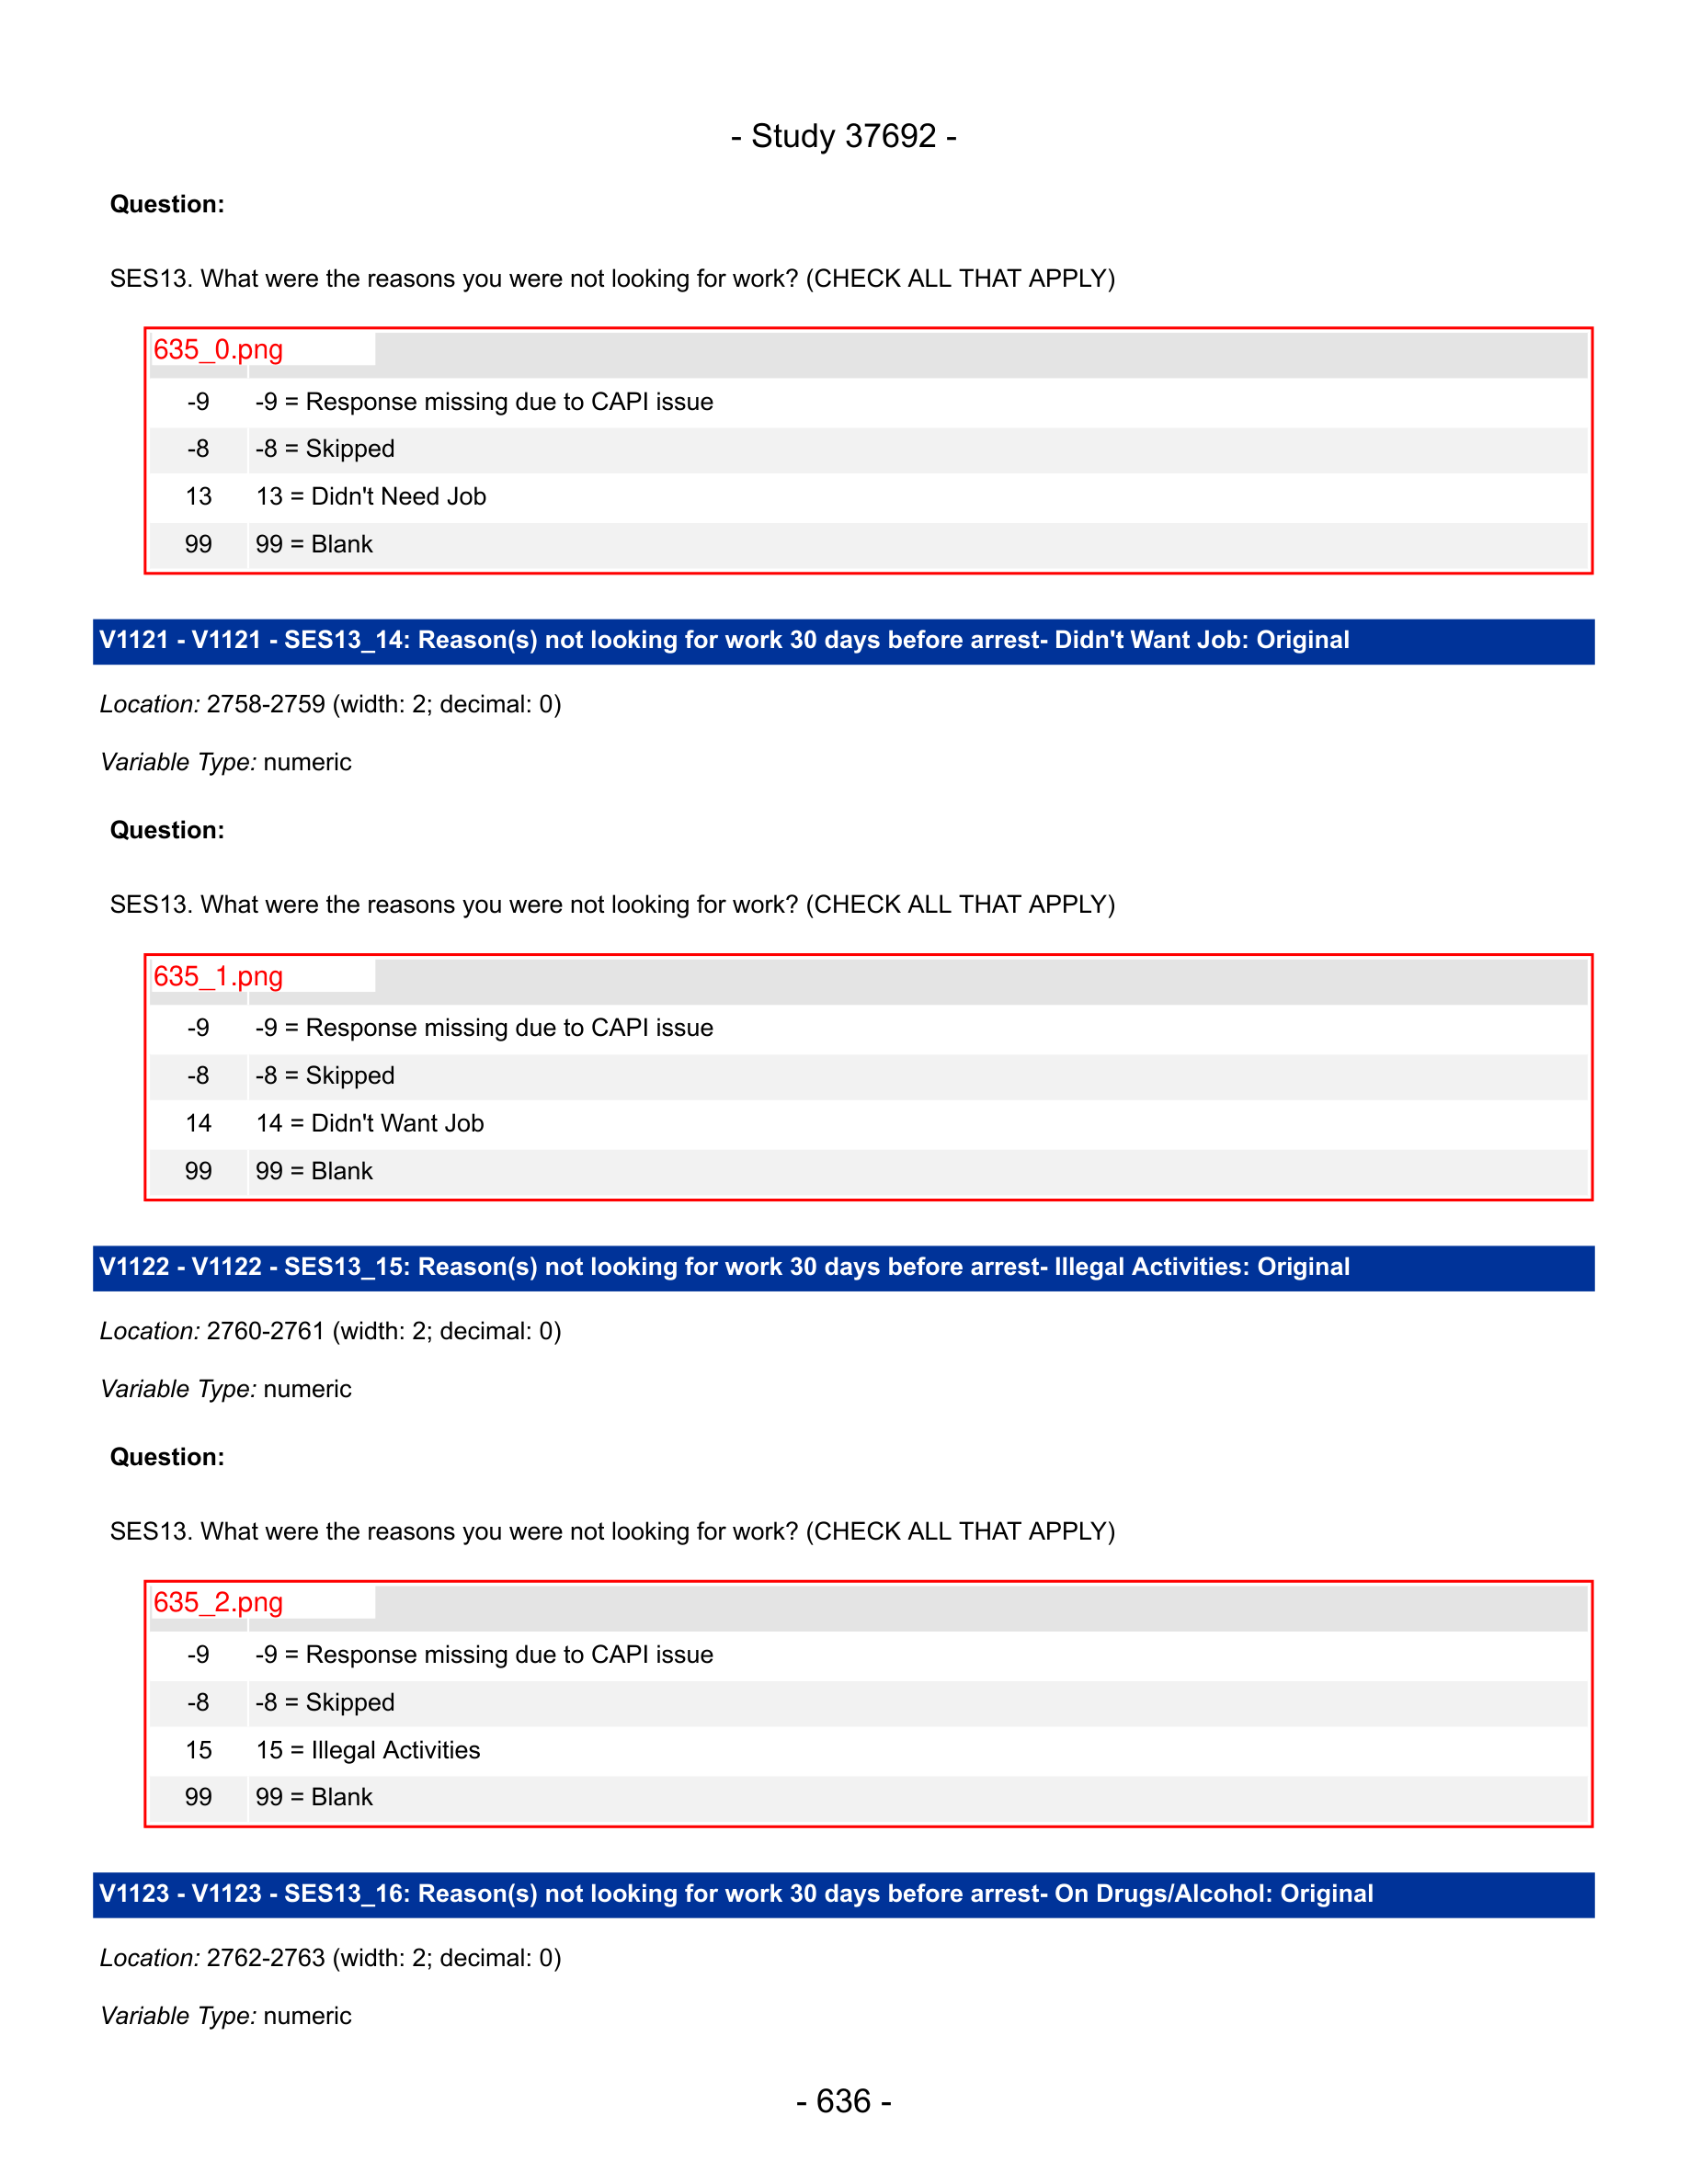 - Study 37692 -
Question:
SES13. What were the reasons you were not looking for work? (CHECK ALL THAT APPLY)
635_0.png
-9 -9 = Response missing due to CAPI issue
-8 -8 = Skipped
13 13 = Didn't Need Job
99 99 = Blank
V1121 - V1121 - SES13_14: Reason(s) not looking for work 30 days before arrest- Didn't Want Job: Original
Location: 2758-2759 (width: 2; decimal: 0)
Variable Type: numeric
Question:
SES13. What were the reasons you were not looking for work? (CHECK ALL THAT APPLY)
635_1.png
-9 -9 = Response missing due to CAPI issue
-8 -8 = Skipped
14 14 = Didn't Want Job
99 99 = Blank
V1122 - V1122 - SES13_15: Reason(s) not looking for work 30 days before arrest- Illegal Activities: Original
Location: 2760-2761 (width: 2; decimal: 0)
Variable Type: numeric
Question:
SES13. What were the reasons you were not looking for work? (CHECK ALL THAT APPLY)
635_2.png
-9 -9 = Response missing due to CAPI issue
-8 -8 = Skipped
15 15 = Illegal Activities
99 99 = Blank
V1123 - V1123 - SES13_16: Reason(s) not looking for work 30 days before arrest- On Drugs/Alcohol: Original
Location: 2762-2763 (width: 2; decimal: 0)
Variable Type: numeric
- 636 -